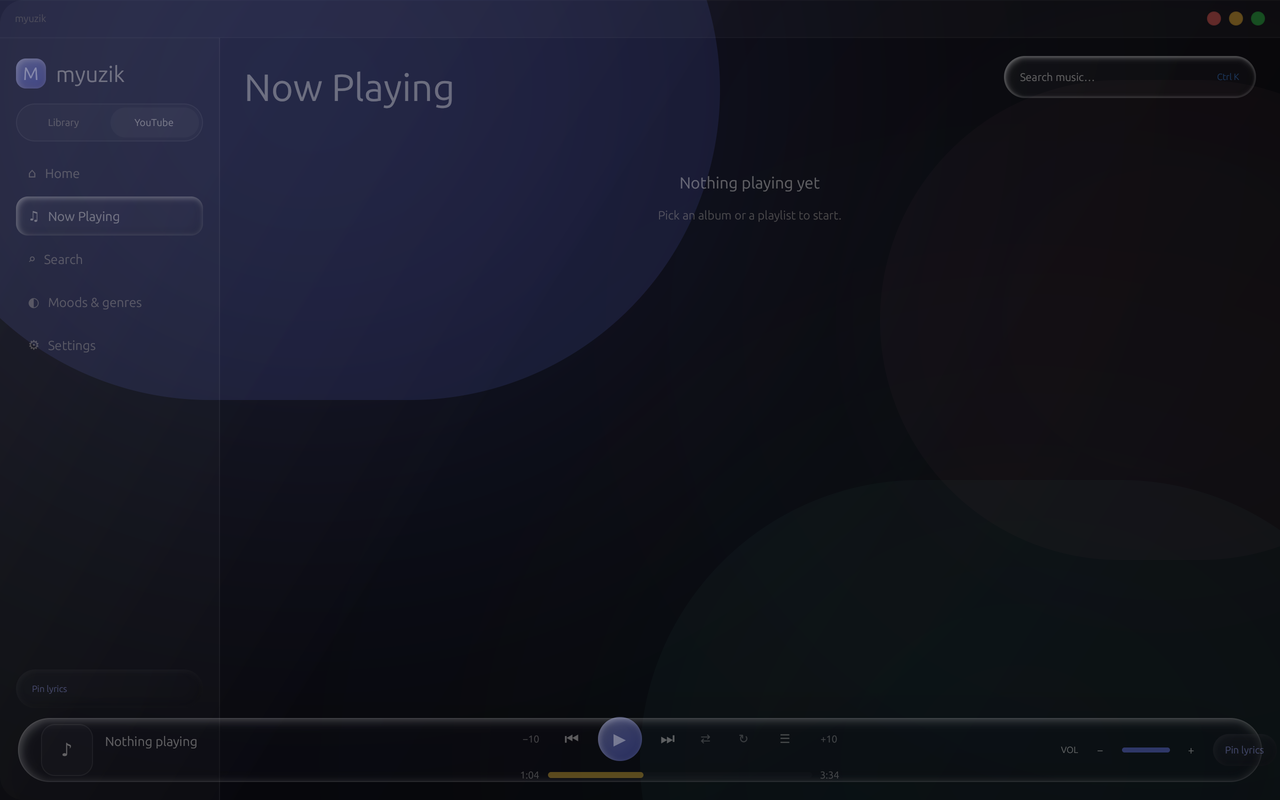 myuzik
M myuzik
Library YouTube
Home
Now Playing
Search
Moods & genres
Settings
Pin lyrics
Now Playing
Search music... Ctrl K
Nothing playing yet
Pick an album or a playlist to start.
Nothing playing
−10 +10
1:04 3:34
VOL − +
Pin lyrics